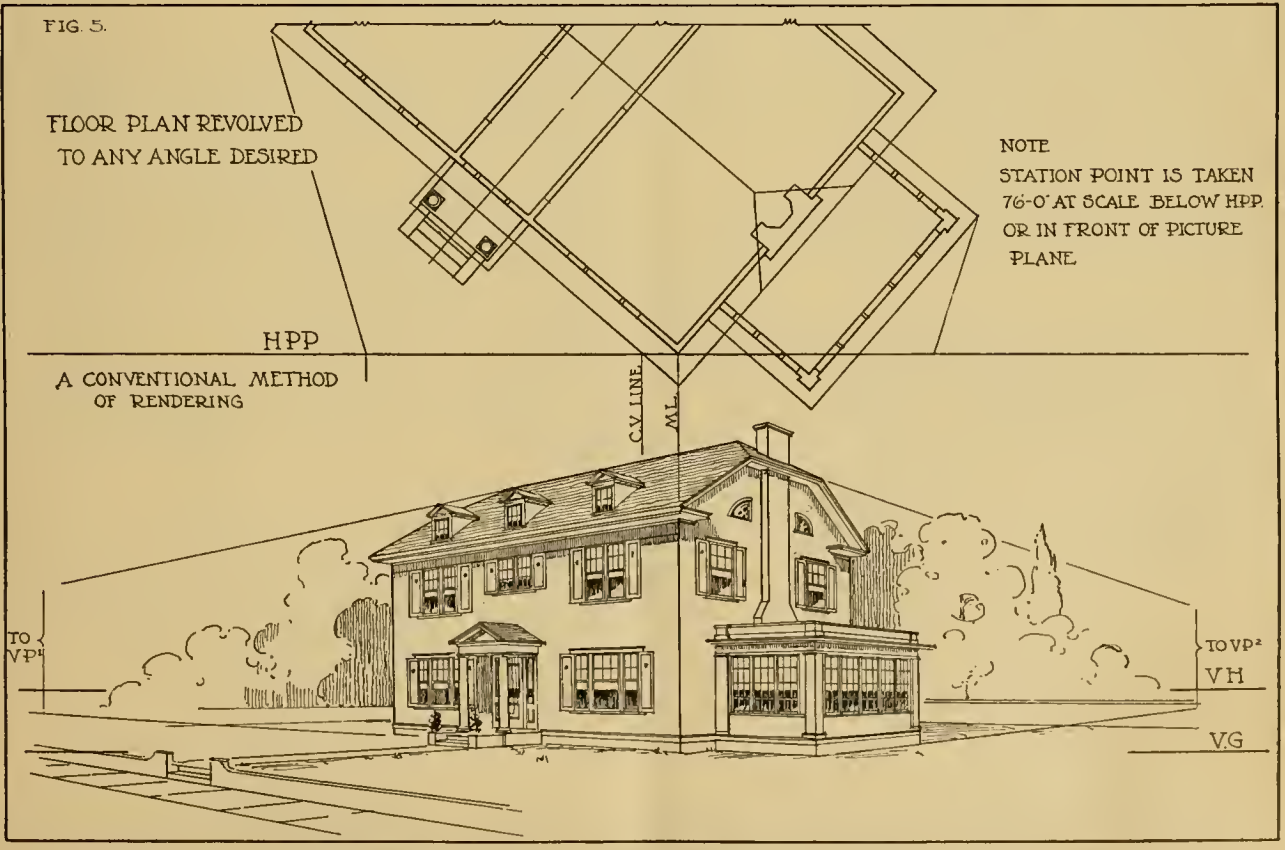 FIG. 5.
FLOOR PLAN REVOLVED
TO ANY ANGLE DESIRED
NOTE
STATION POINT IS TAKEN
76-0" AT SCALE BELOW HPP.
OR IN FRONT OF PICTURE
PLANE
HPP
A CONVENTIONAL METHOD
OF RENDERING
C.V. LINE
M.L.
TO
VP¹
TO VP²
VH
V.G